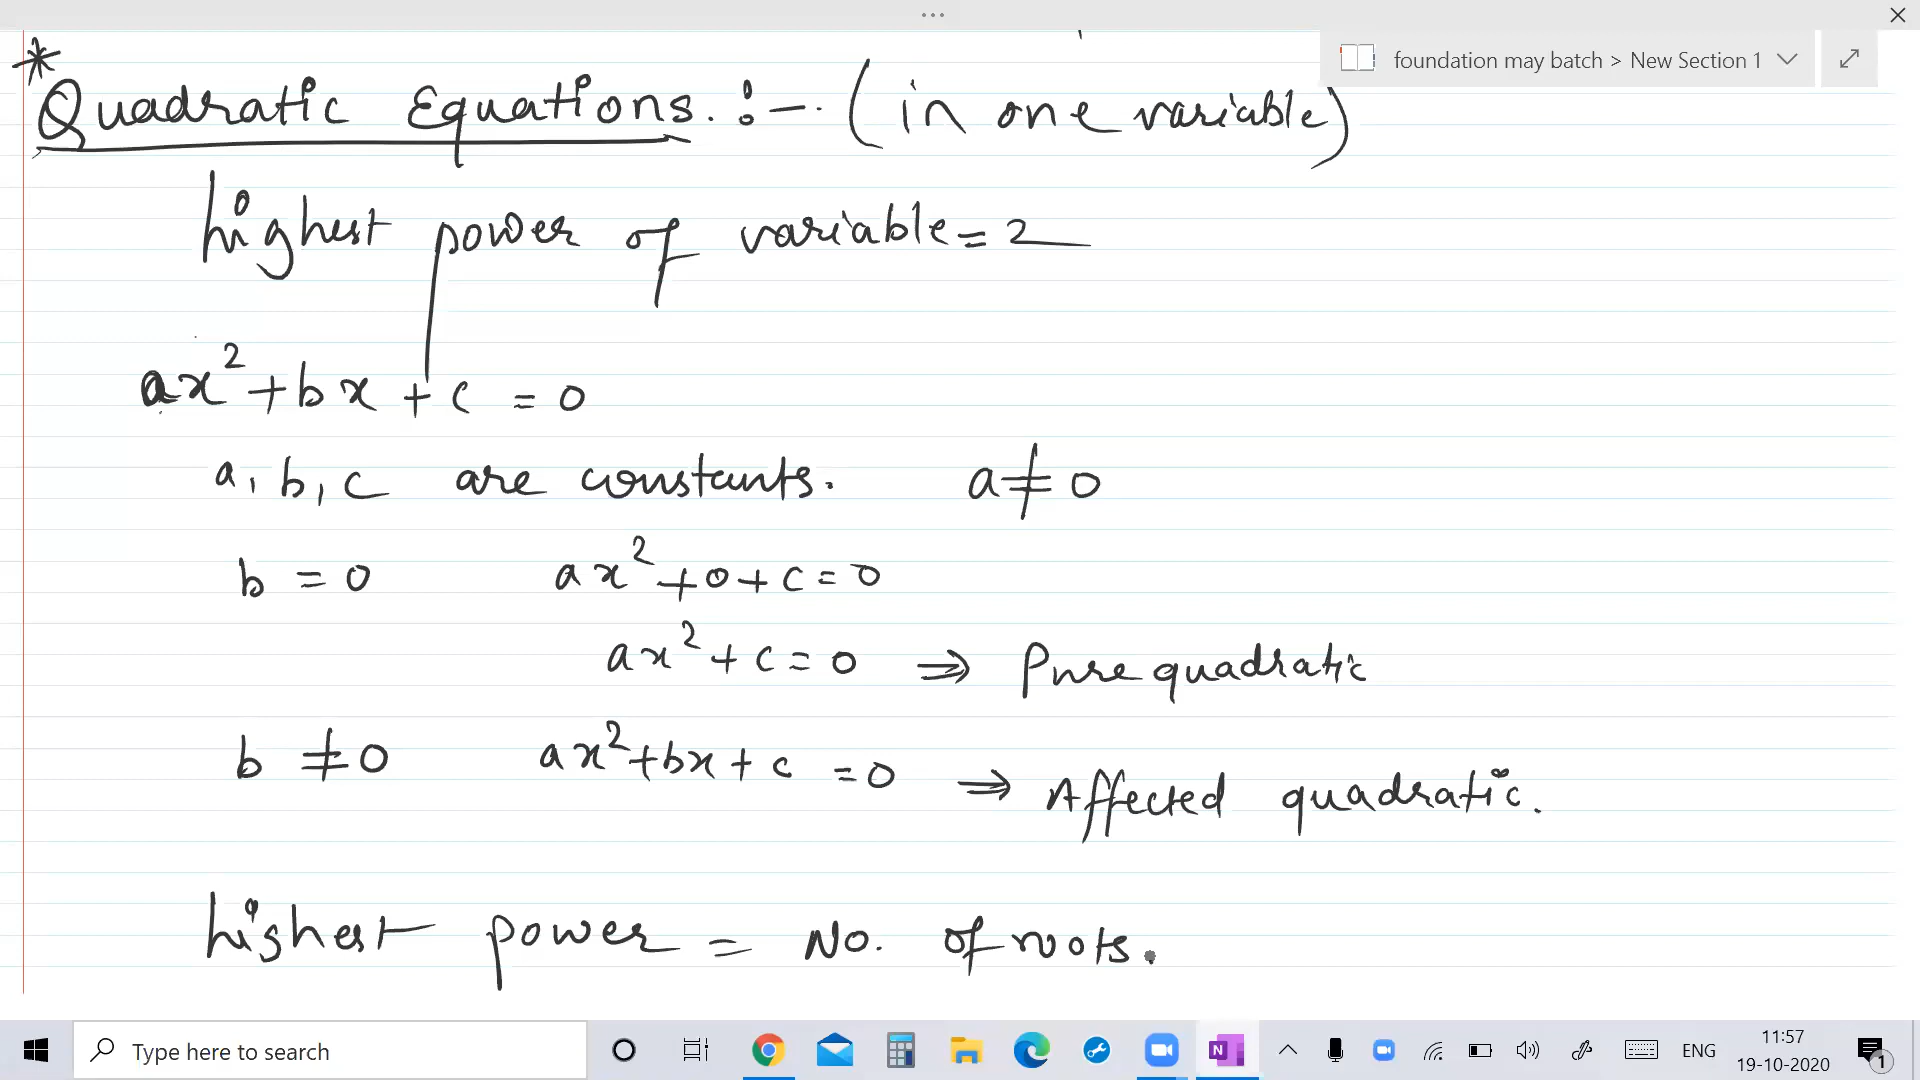 foundation may batch > New Section 1
* Quadratic Equations. :-. (in one variable)
highest power of variable = 2
ax² + bx + c = 0
a, b, c are constants. a ≠ 0
b = 0 ax² + 0 + c = 0
ax² + c = 0 ⇒ Pure quadratic
b ≠ 0 ax² + bx + c = 0 ⇒ Affected quadratic.
highest power = No. of roots.
Type here to search
ENG
11:57
19-10-2020
1